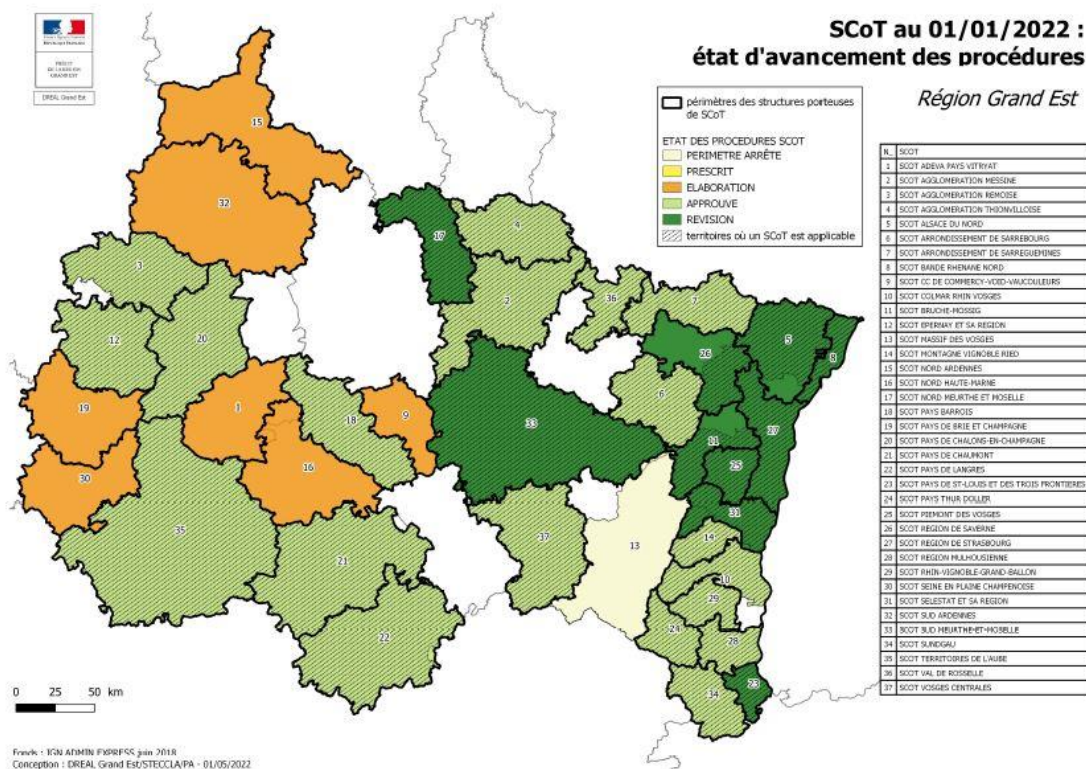 SCoT au 01/01/2022 :
état d'avancement des procédures
Région Grand Est
DREAL Grand Est
périmètres des structures porteuses
de SCoT
ETAT DES PROCEDURES SCOT
PERIMETRE ARRÊTE
PRESCRIT
ELABORATION
APPROUVE
REVISION
territoires où un SCoT est applicable
N_ SCOT
1 SCOT ADEVA PAYS VITRYAT
2 SCOT AGGLOMERATION MESSINE
3 SCOT AGGLOMERATION REMOISE
4 SCOT AGGLOMERATION THIONVILLOISE
5 SCOT ALSACE DU NORD
6 SCOT ARRONDISSEMENT DE SARREBOURG
7 SCOT ARRONDISSEMENT DE SARREGUEMINES
8 SCOT BANDE RHENANE NORD
9 SCOT CC DE COMMERCY-VOID-VAUCOULEURS
10 SCOT COLMAR RHIN VOSGES
11 SCOT BRUCHE-MOSSIG
12 SCOT EPERNAY ET SA REGION
13 SCOT MASSIF DES VOSGES
14 SCOT MONTAGNE VIGNOBLE RIED
15 SCOT NORD ARDENNES
16 SCOT NORD HAUTE-MARNE
17 SCOT NORD MEURTHE ET MOSELLE
18 SCOT PAYS BARROIS
19 SCOT PAYS DE BRIE ET CHAMPAGNE
20 SCOT PAYS DE CHALONS-EN-CHAMPAGNE
21 SCOT PAYS DE CHAUMONT
22 SCOT PAYS DE LANGRES
23 SCOT PAYS DE ST-LOUIS ET DES TROIS FRONTIERES
24 SCOT PAYS THUR DOLLER
25 SCOT PIEMONT DES VOSGES
26 SCOT REGION DE SAVERNE
27 SCOT REGION DE STRASBOURG
28 SCOT REGION MULHOUSIENNE
29 SCOT RHIN-VIGNOBLE-GRAND-BALLON
30 SCOT SEINE EN PLAINE CHAMPENOISE
31 SCOT SELESTAT ET SA REGION
32 SCOT SUD ARDENNES
33 SCOT SUD MEURTHE-ET-MOSELLE
34 SCOT SUNDGAU
35 SCOT TERRITOIRES DE L'AUBE
36 SCOT VAL DE ROSSELLE
37 SCOT VOSGES CENTRALES
15
32
17
4
3
2
36
7
5
8
12
20
26
19
1
9
18
6
33
27
11
16
25
30
31
35
37
13
14
21
10
29
24
28
22
23
34
0 25 50 km
Fonds : IGN ADMIN EXPRESS juin 2018
Conception : DREAL Grand Est/STECCLA/PA - 01/05/2022